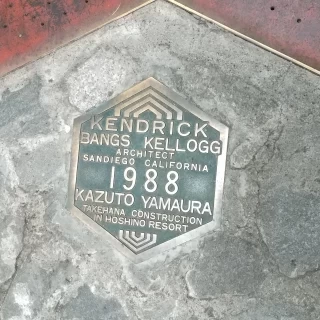 KENDRICK
BANGS KELLOGG
ARCHITECT
SANDIEGO CALIFORNIA
1988
KAZUTO YAMAURA
TAKEHANA CONSTRUCTION
IN HOSHINO RESORT